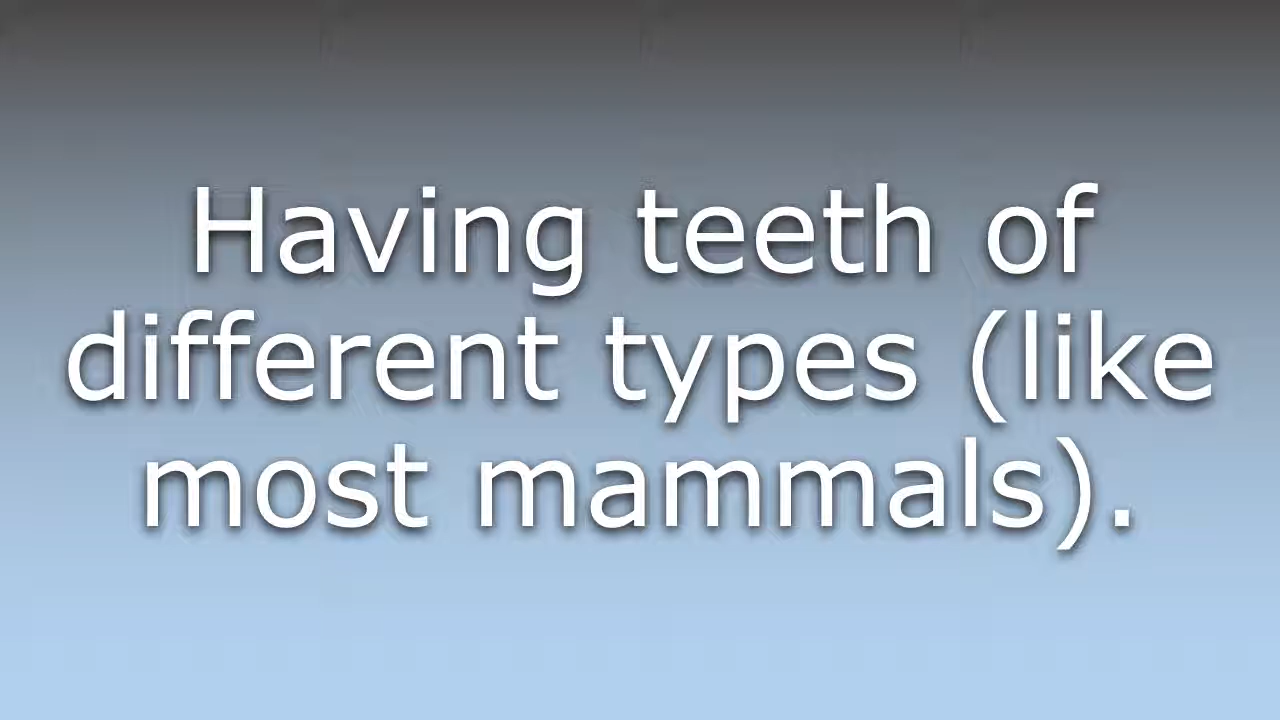 Having teeth of
different types (like
most mammals).